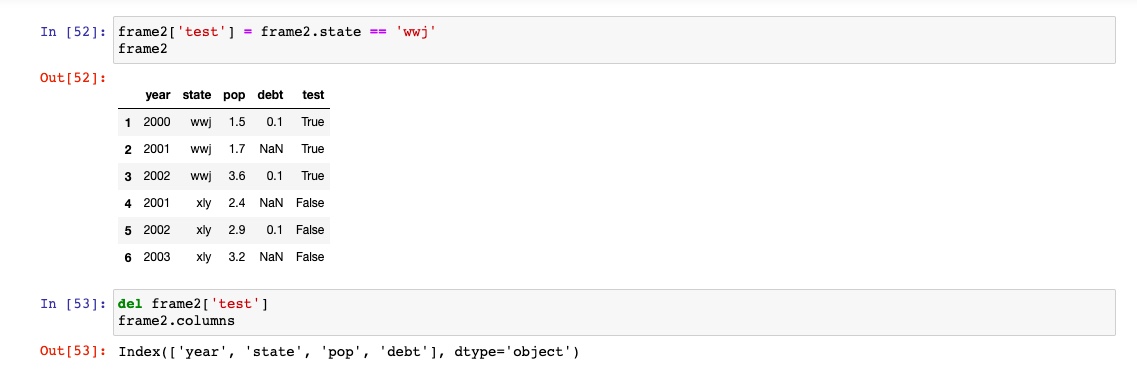 In [52]: frame2['test'] = frame2.state == 'wwj'
frame2
Out[52]:
year state pop debt test
1 2000 wwj 1.5 0.1 True
2 2001 wwj 1.7 NaN True
3 2002 wwj 3.6 0.1 True
4 2001 xly 2.4 NaN False
5 2002 xly 2.9 0.1 False
6 2003 xly 3.2 NaN False
In [53]: del frame2['test']
frame2.columns
Out[53]: Index(['year', 'state', 'pop', 'debt'], dtype='object')